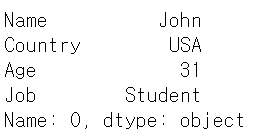 Name John
Country USA
Age 31
Job Student
Name: 0, dtype: object